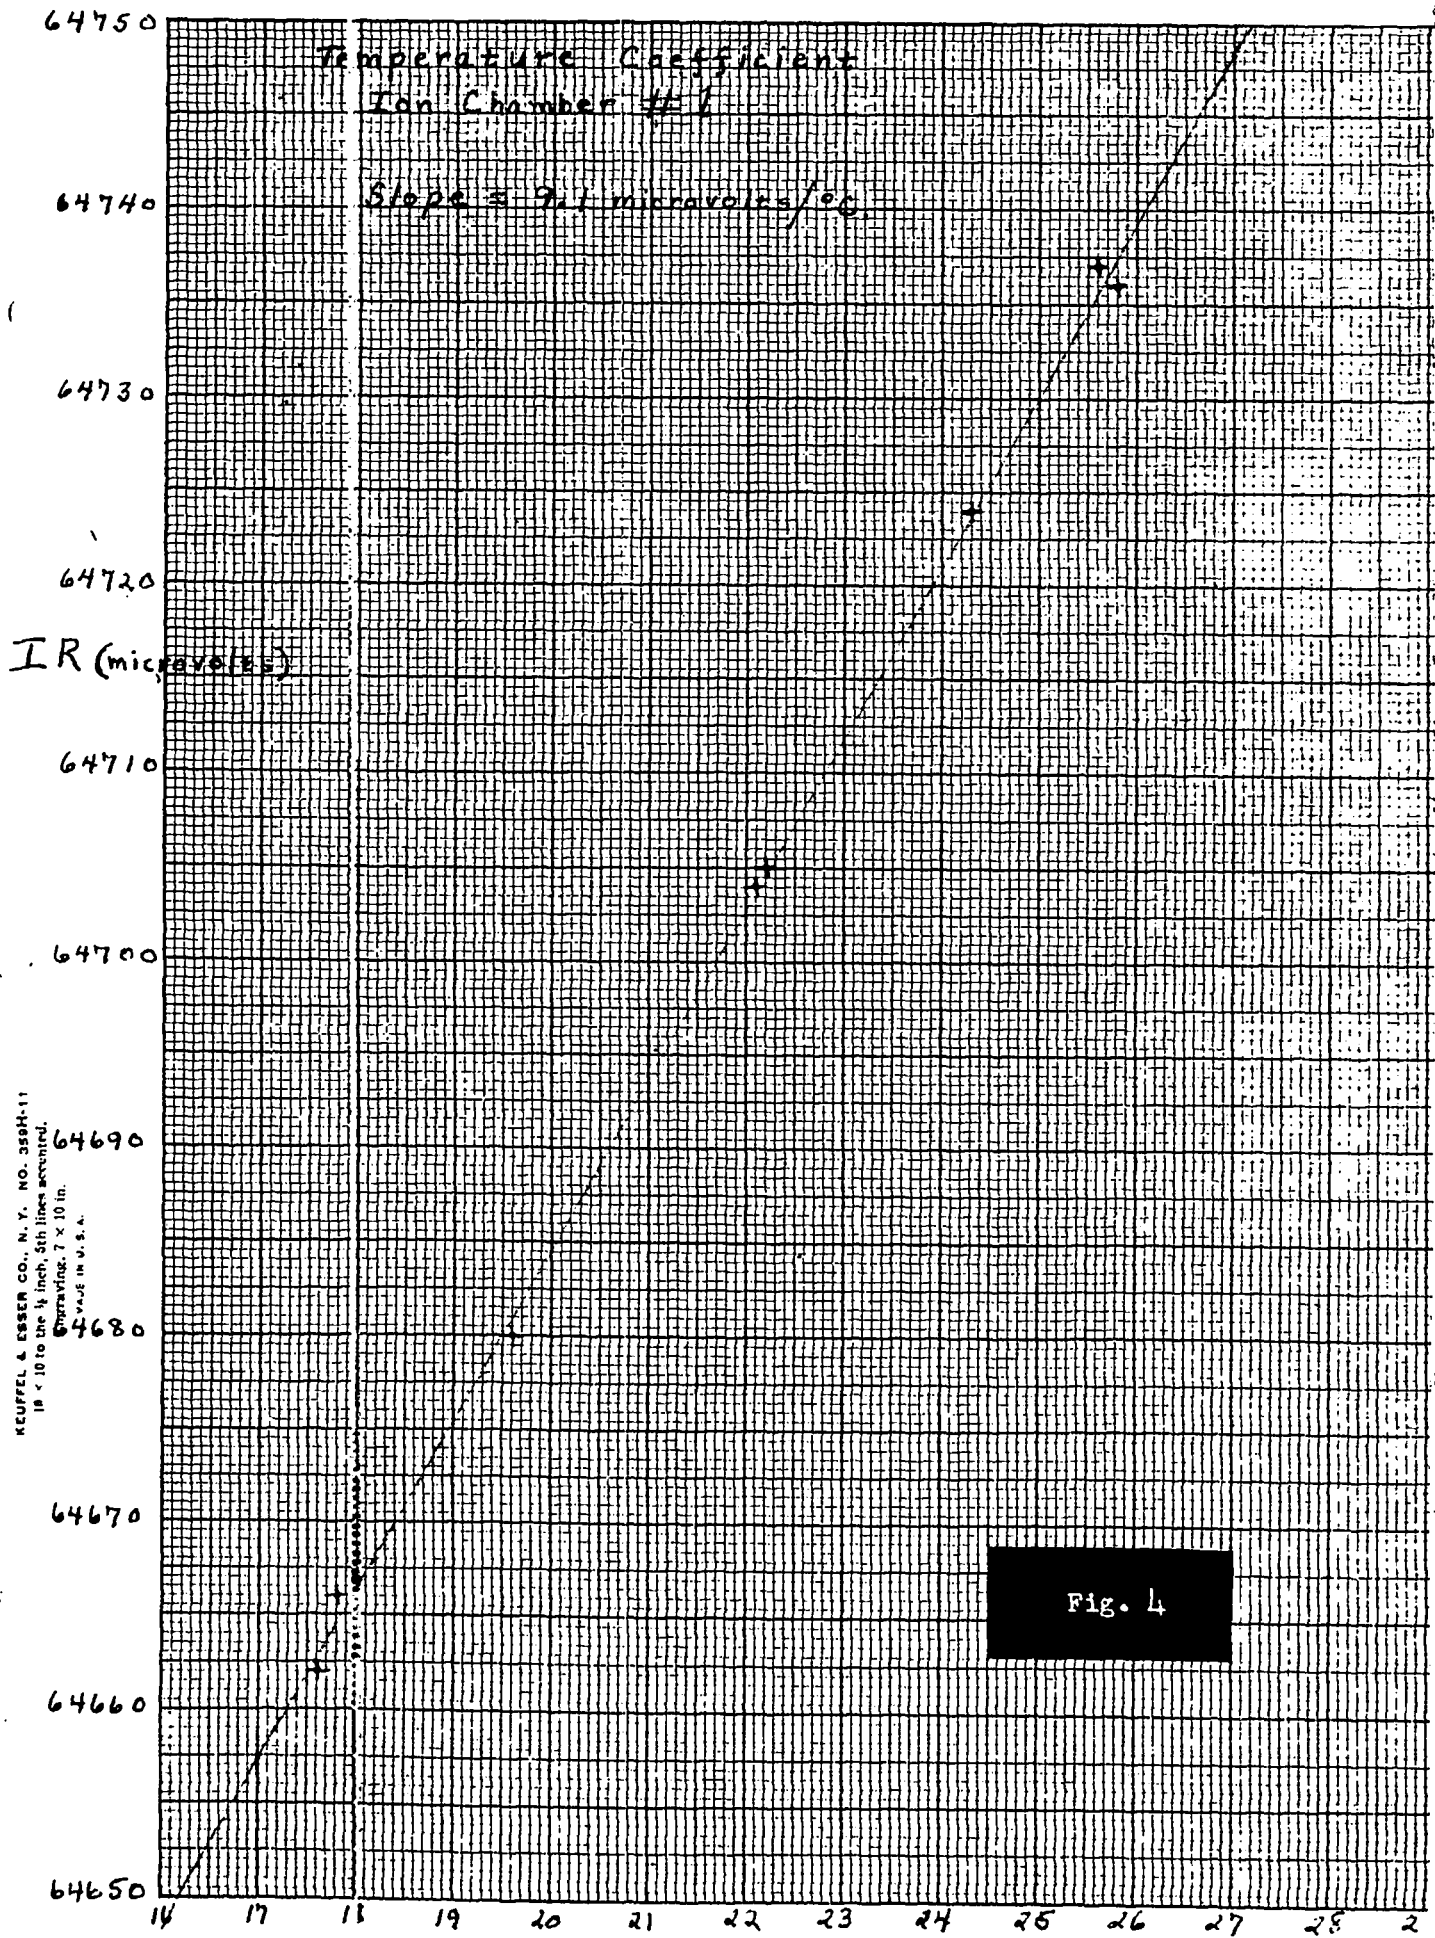 64750
Temperature Coefficient
Ion Chamber #1
64740
Slope = 9.1 microvolts/°C.
64730
64720
IR (microvolts)
64710
64700
64690
KEUFFEL & ESSER CO., N.Y. NO. 359H-11
10 × 10 to the ½ inch, 5th lines accented.
Engraving, 7 × 10 in.
MADE IN U.S.A.
64680
64670
Fig. 4
64660
64650
16 17 18 19 20 21 22 23 24 25 26 27 28 2